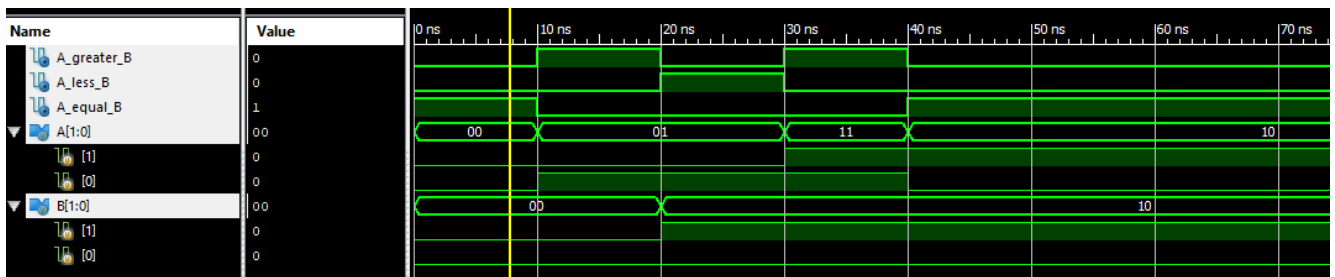 Name Value 0 ns 10 ns 20 ns 30 ns 40 ns 50 ns 60 ns 70 ns
A_greater_B 0
A_less_B 0
A_equal_B 1
A[1:0] 00 00 01 11 10
[1] 0
[0] 0
B[1:0] 00 00 10
[1] 0
[0] 0